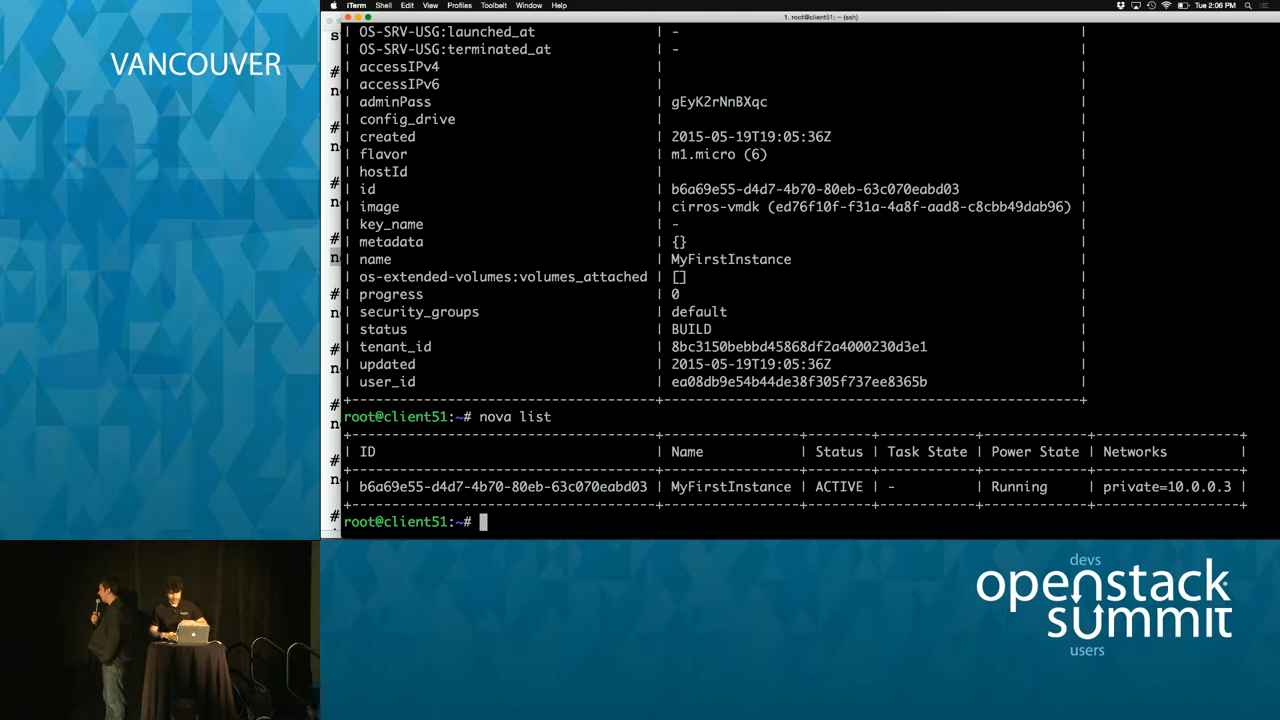 VANCOUVER
iTerm Shell Edit View Profiles Toolbelt Window Help
Tue 2:06 PM
1. root@client51: ~ (ssh)
| OS-SRV-USG:launched_at | - |
| OS-SRV-USG:terminated_at | - |
| accessIPv4 | |
| accessIPv6 | |
| adminPass | gEyK2rNnBXqc |
| config_drive | |
| created | 2015-05-19T19:05:36Z |
| flavor | m1.micro (6) |
| hostId | |
| id | b6a69e55-d4d7-4b70-80eb-63c070eabd03 |
| image | cirros-vmdk (ed76f10f-f31a-4a8f-aad8-c8cbb49dab96) |
| key_name | - |
| metadata | {} |
| name | MyFirstInstance |
| os-extended-volumes:volumes_attached | [] |
| progress | 0 |
| security_groups | default |
| status | BUILD |
| tenant_id | 8bc3150bebbd45868df2a4000230d3e1 |
| updated | 2015-05-19T19:05:36Z |
| user_id | ea08db9e54b44de38f305f737ee8365b |
root@client51:~# nova list
| ID | Name | Status | Task State | Power State | Networks |
| b6a69e55-d4d7-4b70-80eb-63c070eabd03 | MyFirstInstance | ACTIVE | - | Running | private=10.0.0.3 |
root@client51:~#
devs
openstack
summit
users